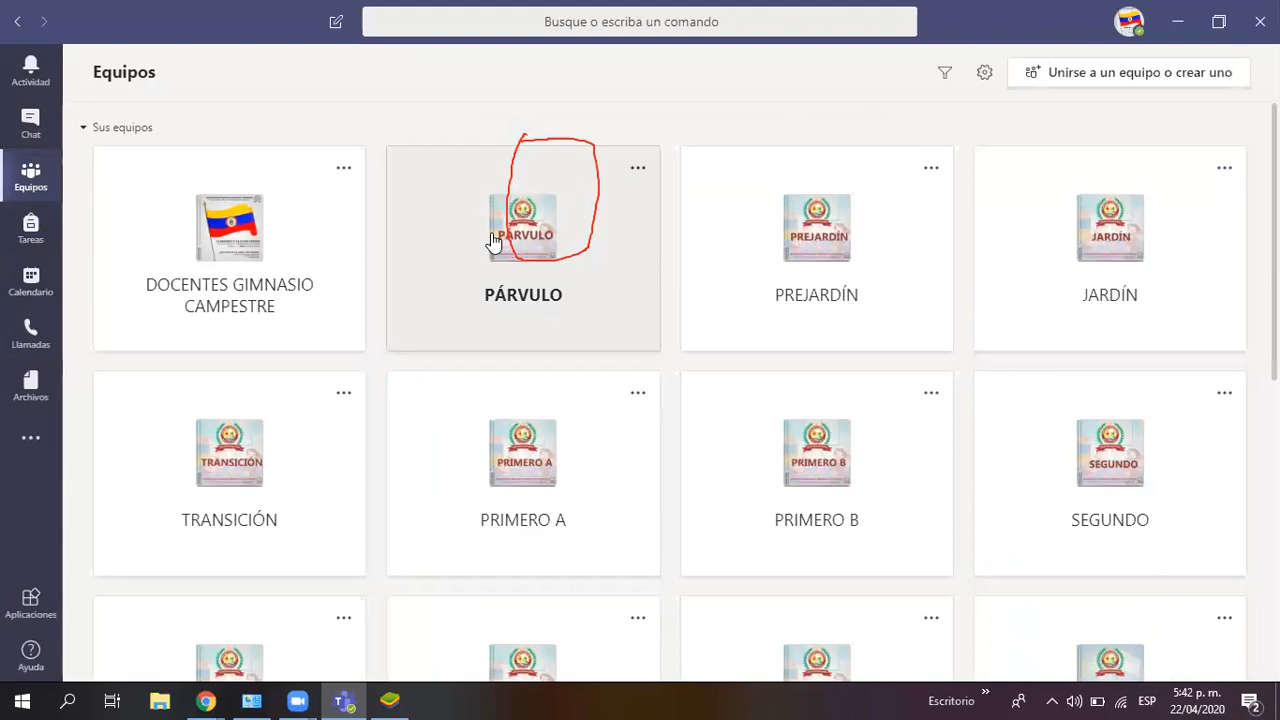 Busque o escriba un comando
Equipos
Unirse a un equipo o crear uno
Sus equipos
Actividad
Chat
Equipos
Tareas
Calendario
Llamadas
Archivos
Aplicaciones
Ayuda
DOCENTES GIMNASIO
CAMPESTRE
PÁRVULO
PÁRVULO
PREJARDÍN
PREJARDÍN
JARDÍN
JARDÍN
TRANSICIÓN
TRANSICIÓN
PRIMERO A
PRIMERO A
PRIMERO B
PRIMERO B
SEGUNDO
SEGUNDO
Escritorio
ESP
5:42 p. m.
22/04/2020
2